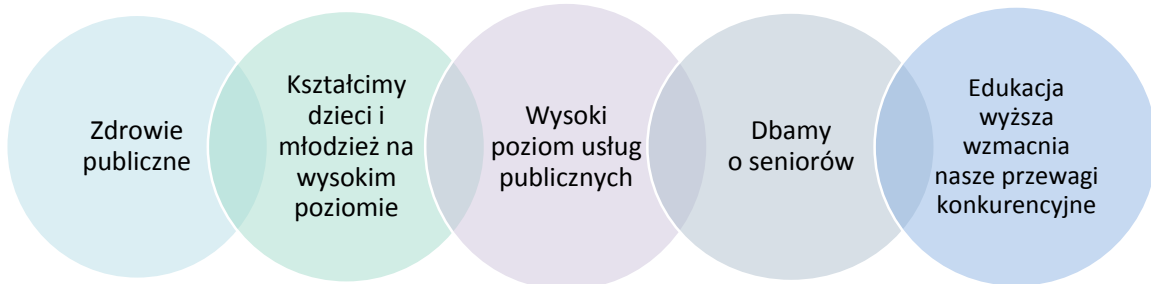 Zdrowie
publiczne
Kształcimy
dzieci i
młodzież na
wysokim
poziomie
Wysoki
poziom usług
publicznych
Dbamy
o seniorów
Edukacja
wyższa
wzmacnia
nasze przewagi
konkurencyjne